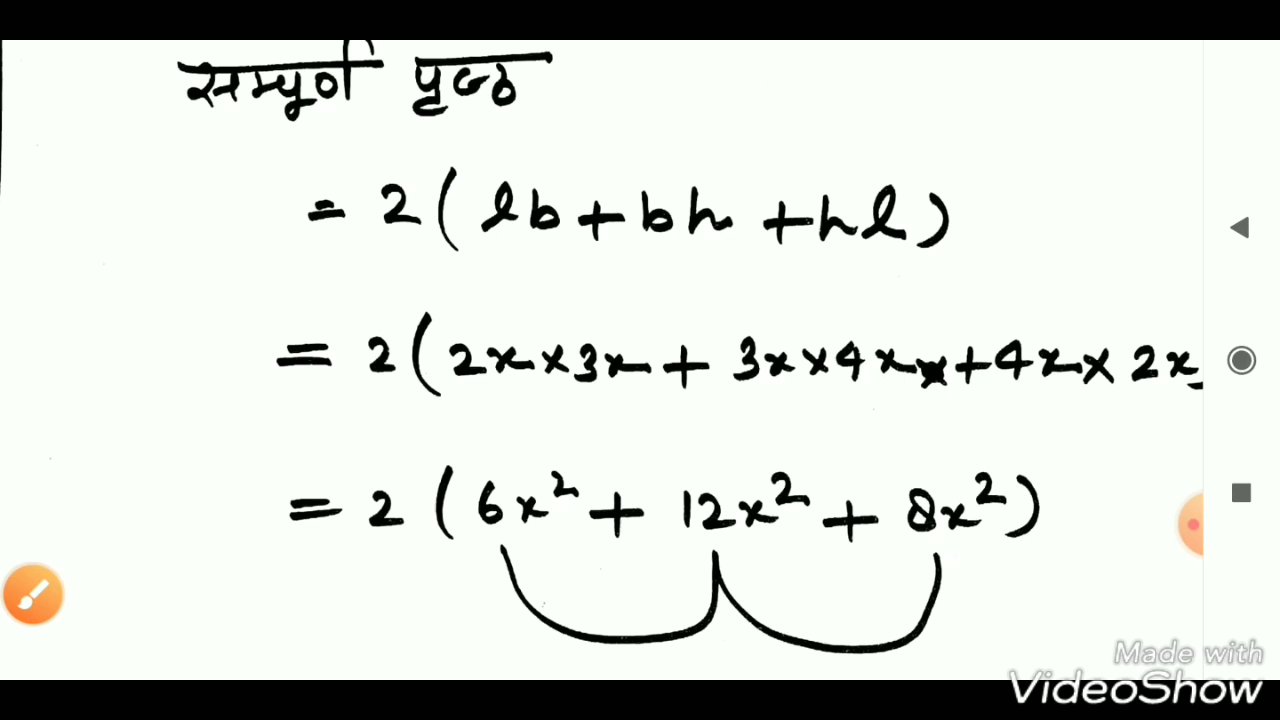 सम्पूर्ण पृष्ठ
= 2 ( lb + bh + hl )
= 2 ( 2x × 3x + 3x × 4x × + 4x × 2x
= 2 ( 6x² + 12x² + 8x² )
Made with
VideoShow